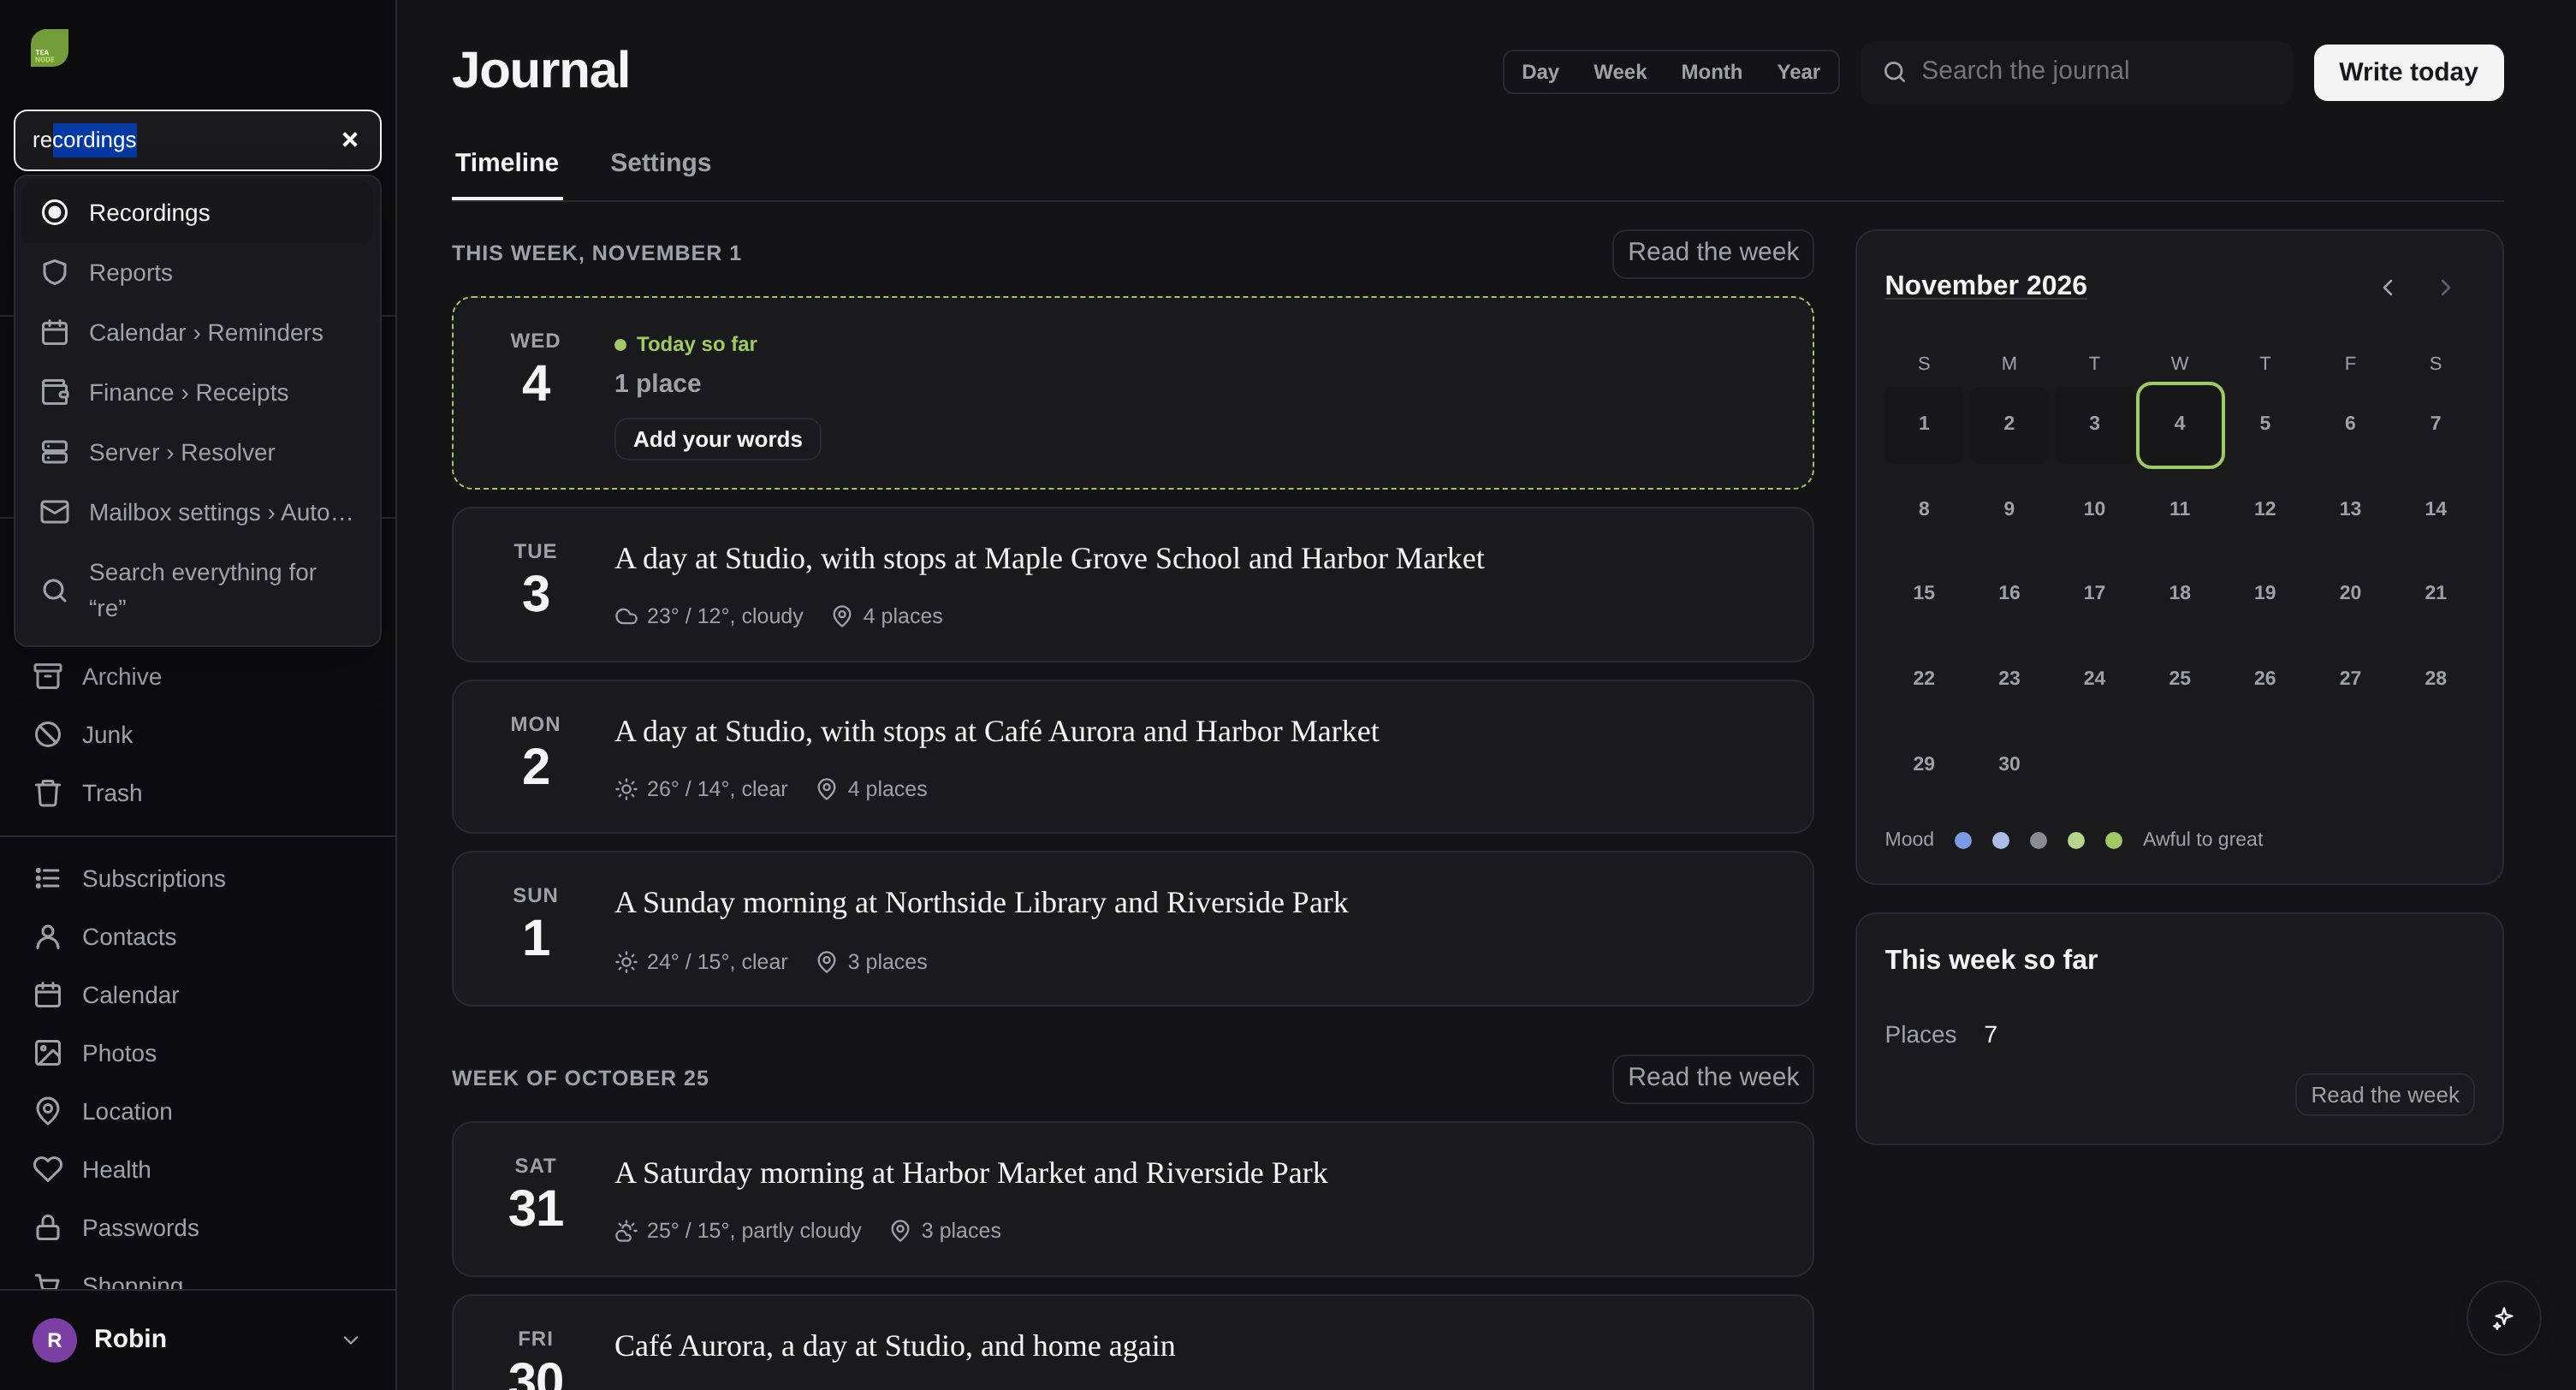 TEA
NODE
recordings
Recordings
Reports
Calendar › Reminders
Finance › Receipts
Server › Resolver
Mailbox settings › Auto…
Search everything for
“re”
Archive
Junk
Trash
Subscriptions
Contacts
Calendar
Photos
Location
Health
Passwords
Shopping
R Robin
Journal
Day Week Month Year
Search the journal
Write today
Timeline Settings
THIS WEEK, NOVEMBER 1
Read the week
WED
4
Today so far
1 place
Add your words
TUE
3
A day at Studio, with stops at Maple Grove School and Harbor Market
23° / 12°, cloudy 4 places
MON
2
A day at Studio, with stops at Café Aurora and Harbor Market
26° / 14°, clear 4 places
SUN
1
A Sunday morning at Northside Library and Riverside Park
24° / 15°, clear 3 places
WEEK OF OCTOBER 25
Read the week
SAT
31
A Saturday morning at Harbor Market and Riverside Park
25° / 15°, partly cloudy 3 places
FRI
30
Café Aurora, a day at Studio, and home again
November 2026
S M T W T F S
1 2 3 4 5 6 7
8 9 10 11 12 13 14
15 16 17 18 19 20 21
22 23 24 25 26 27 28
29 30
Mood Awful to great
This week so far
Places 7
Read the week